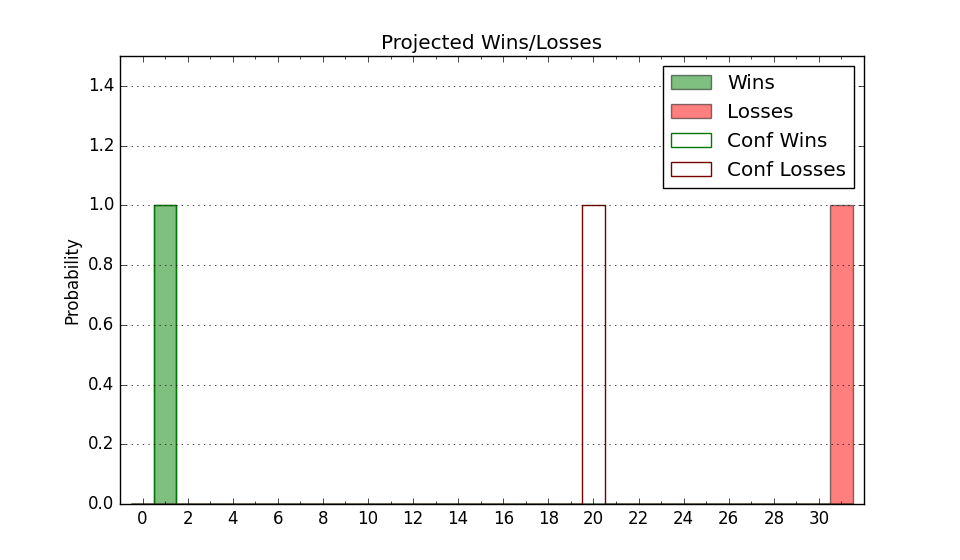 Projected Wins/Losses
Wins
Losses
Conf Wins
Conf Losses
Probability
1.4
1.2
1.0
0.8
0.6
0.4
0.2
0.0
0 2 4 6 8 10 12 14 16 18 20 22 24 26 28 30